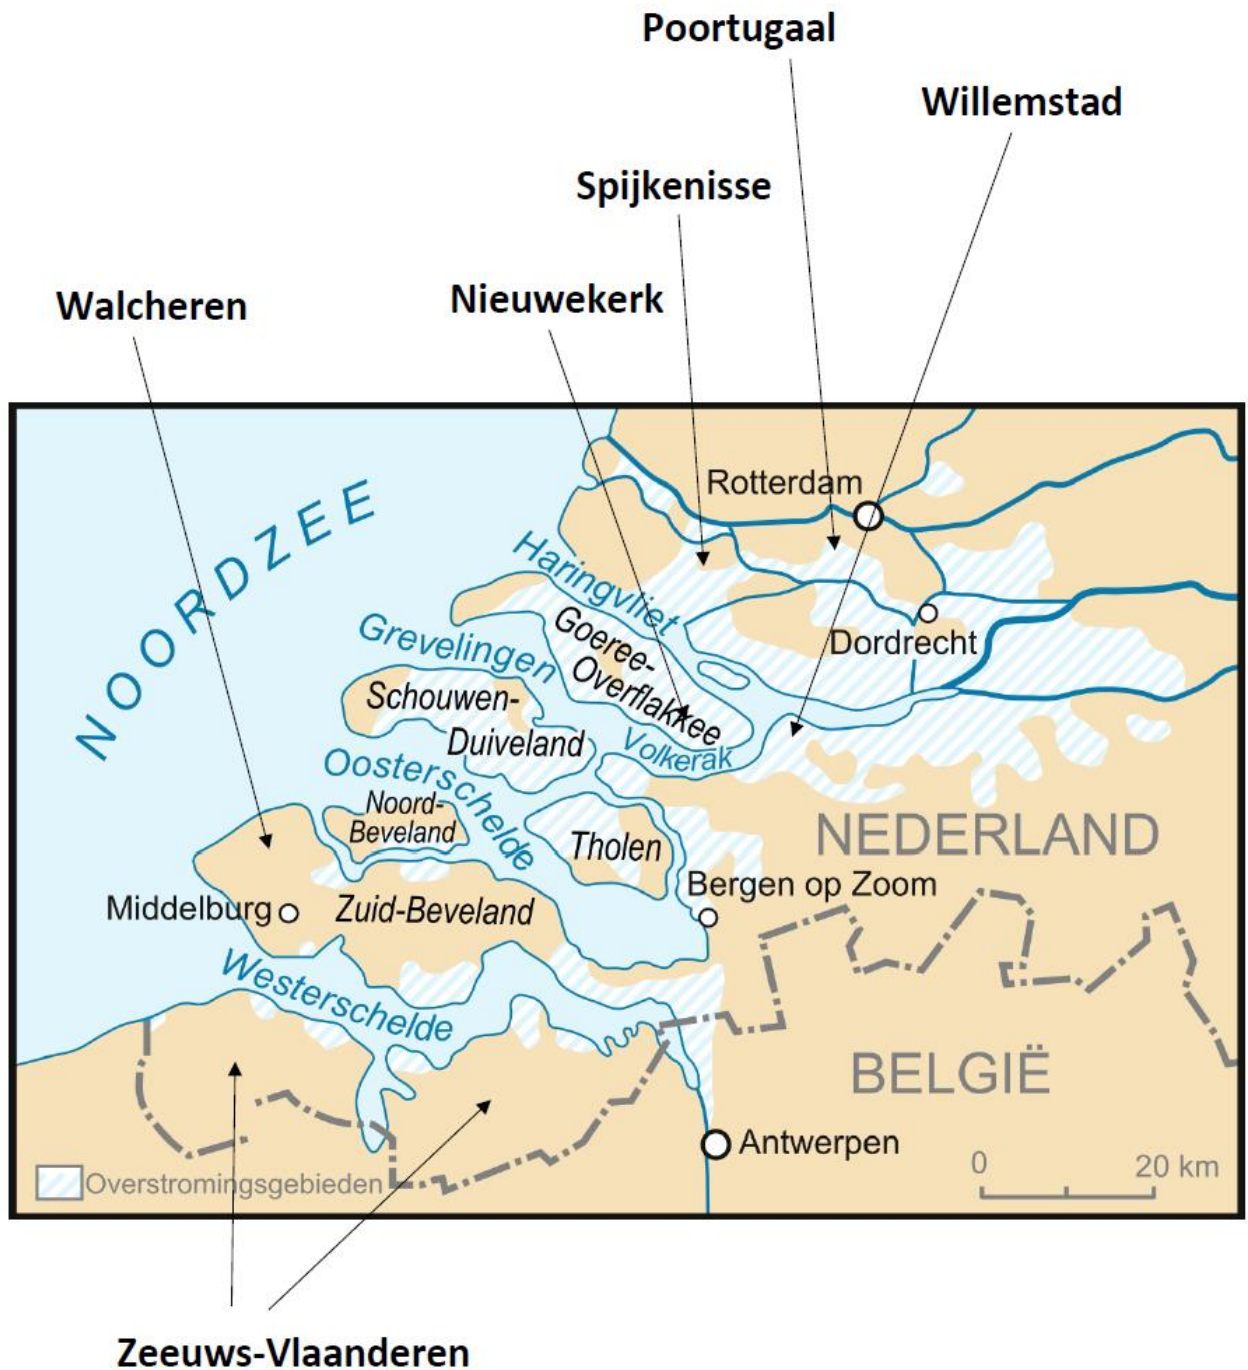 Poortugaal
Willemstad
Spijkenisse
Nieuwekerk
Walcheren
Rotterdam
NOORDZEE
Haringvliet
Grevelingen
Goeree-
Overflakkee
Dordrecht
Schouwen-
Duiveland
Volkerak
Oosterschelde
Noord-
Beveland
Tholen
NEDERLAND
Bergen op Zoom
Middelburg
Zuid-Beveland
Westerschelde
BELGIË
Antwerpen
0 20 km
Overstromingsgebieden
Zeeuws-Vlaanderen